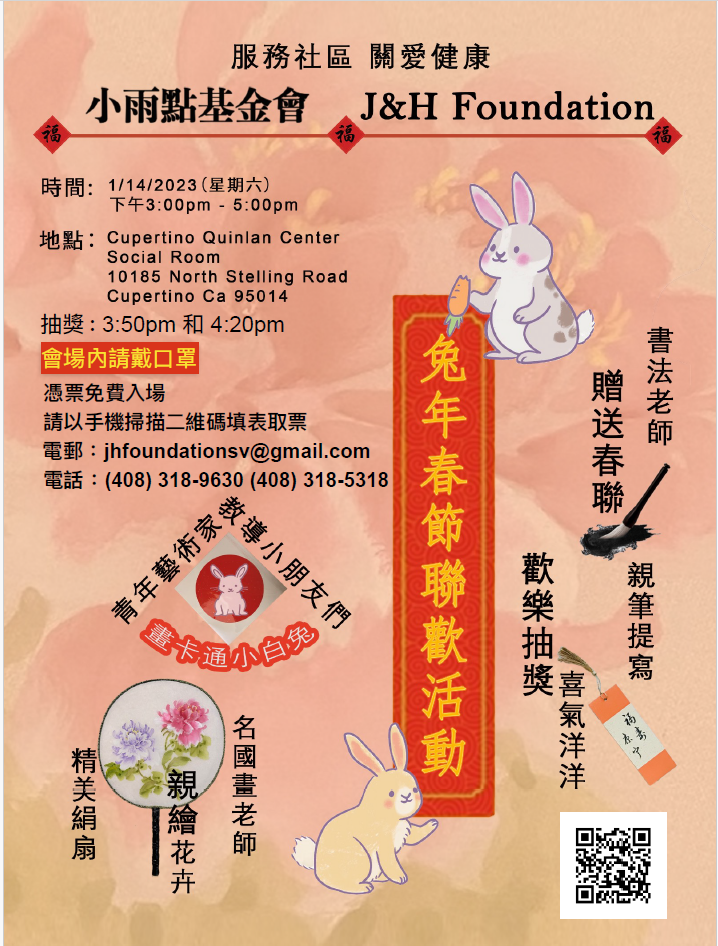 服務社區 關愛健康
小雨點基金會 J&H Foundation
福 福 福
時間: 1/14/2023(星期六)
下午3:00pm - 5:00pm
地點: Cupertino Quinlan Center
Social Room
10185 North Stelling Road
Cupertino Ca 95014
抽獎 : 3:50pm 和 4:20pm
會場內請戴口罩
憑票免費入場
請以手機掃描二維碼填表取票
電郵：jhfoundationsv@gmail.com
電話：(408) 318-9630 (408) 318-5318
兔年春節聯歡活動
書法老師
贈送春聯
親筆提寫
歡樂抽獎
喜氣洋洋
福壽
康寧
青年藝術家教導小朋友們
畫卡通小白兔
名國畫老師
親繪花卉
精美絹扇